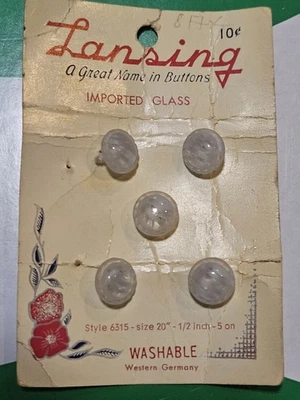 10¢
Lansing
A Great Name in Buttons
IMPORTED GLASS
Style 6315 - size 20" - 1/2 inch - 5 on
WASHABLE
Western Germany